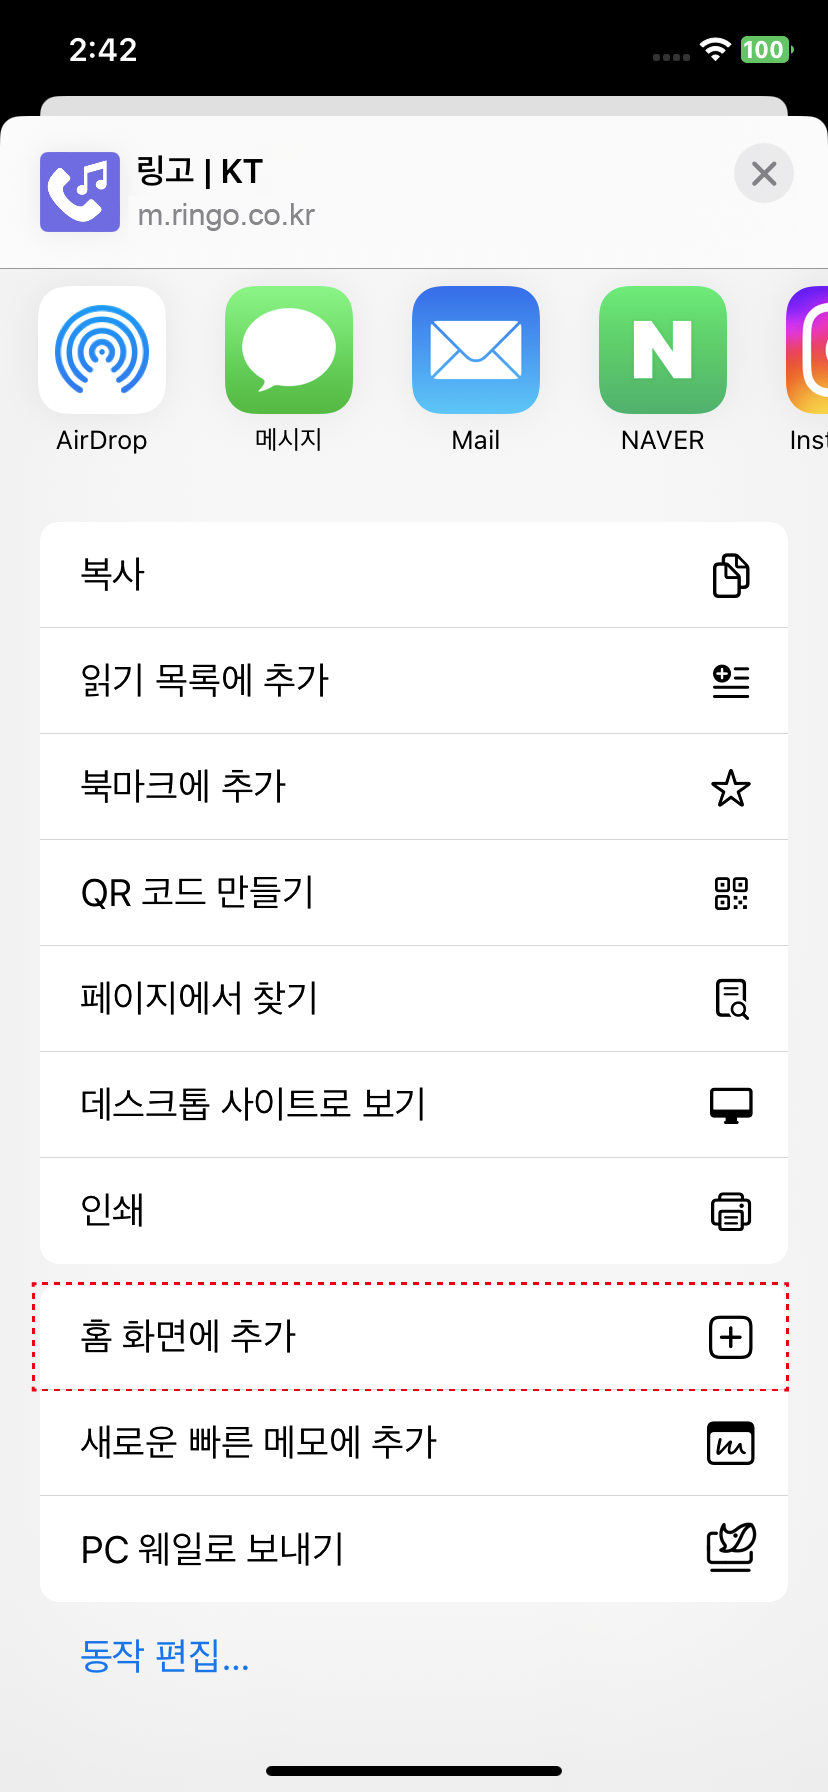 2:42
100
링고 | KT
m.ringo.co.kr
AirDrop
메시지
Mail
NAVER
Inst
복사
읽기 목록에 추가
북마크에 추가
QR 코드 만들기
페이지에서 찾기
데스크톱 사이트로 보기
인쇄
홈 화면에 추가
새로운 빠른 메모에 추가
PC 웨일로 보내기
동작 편집...